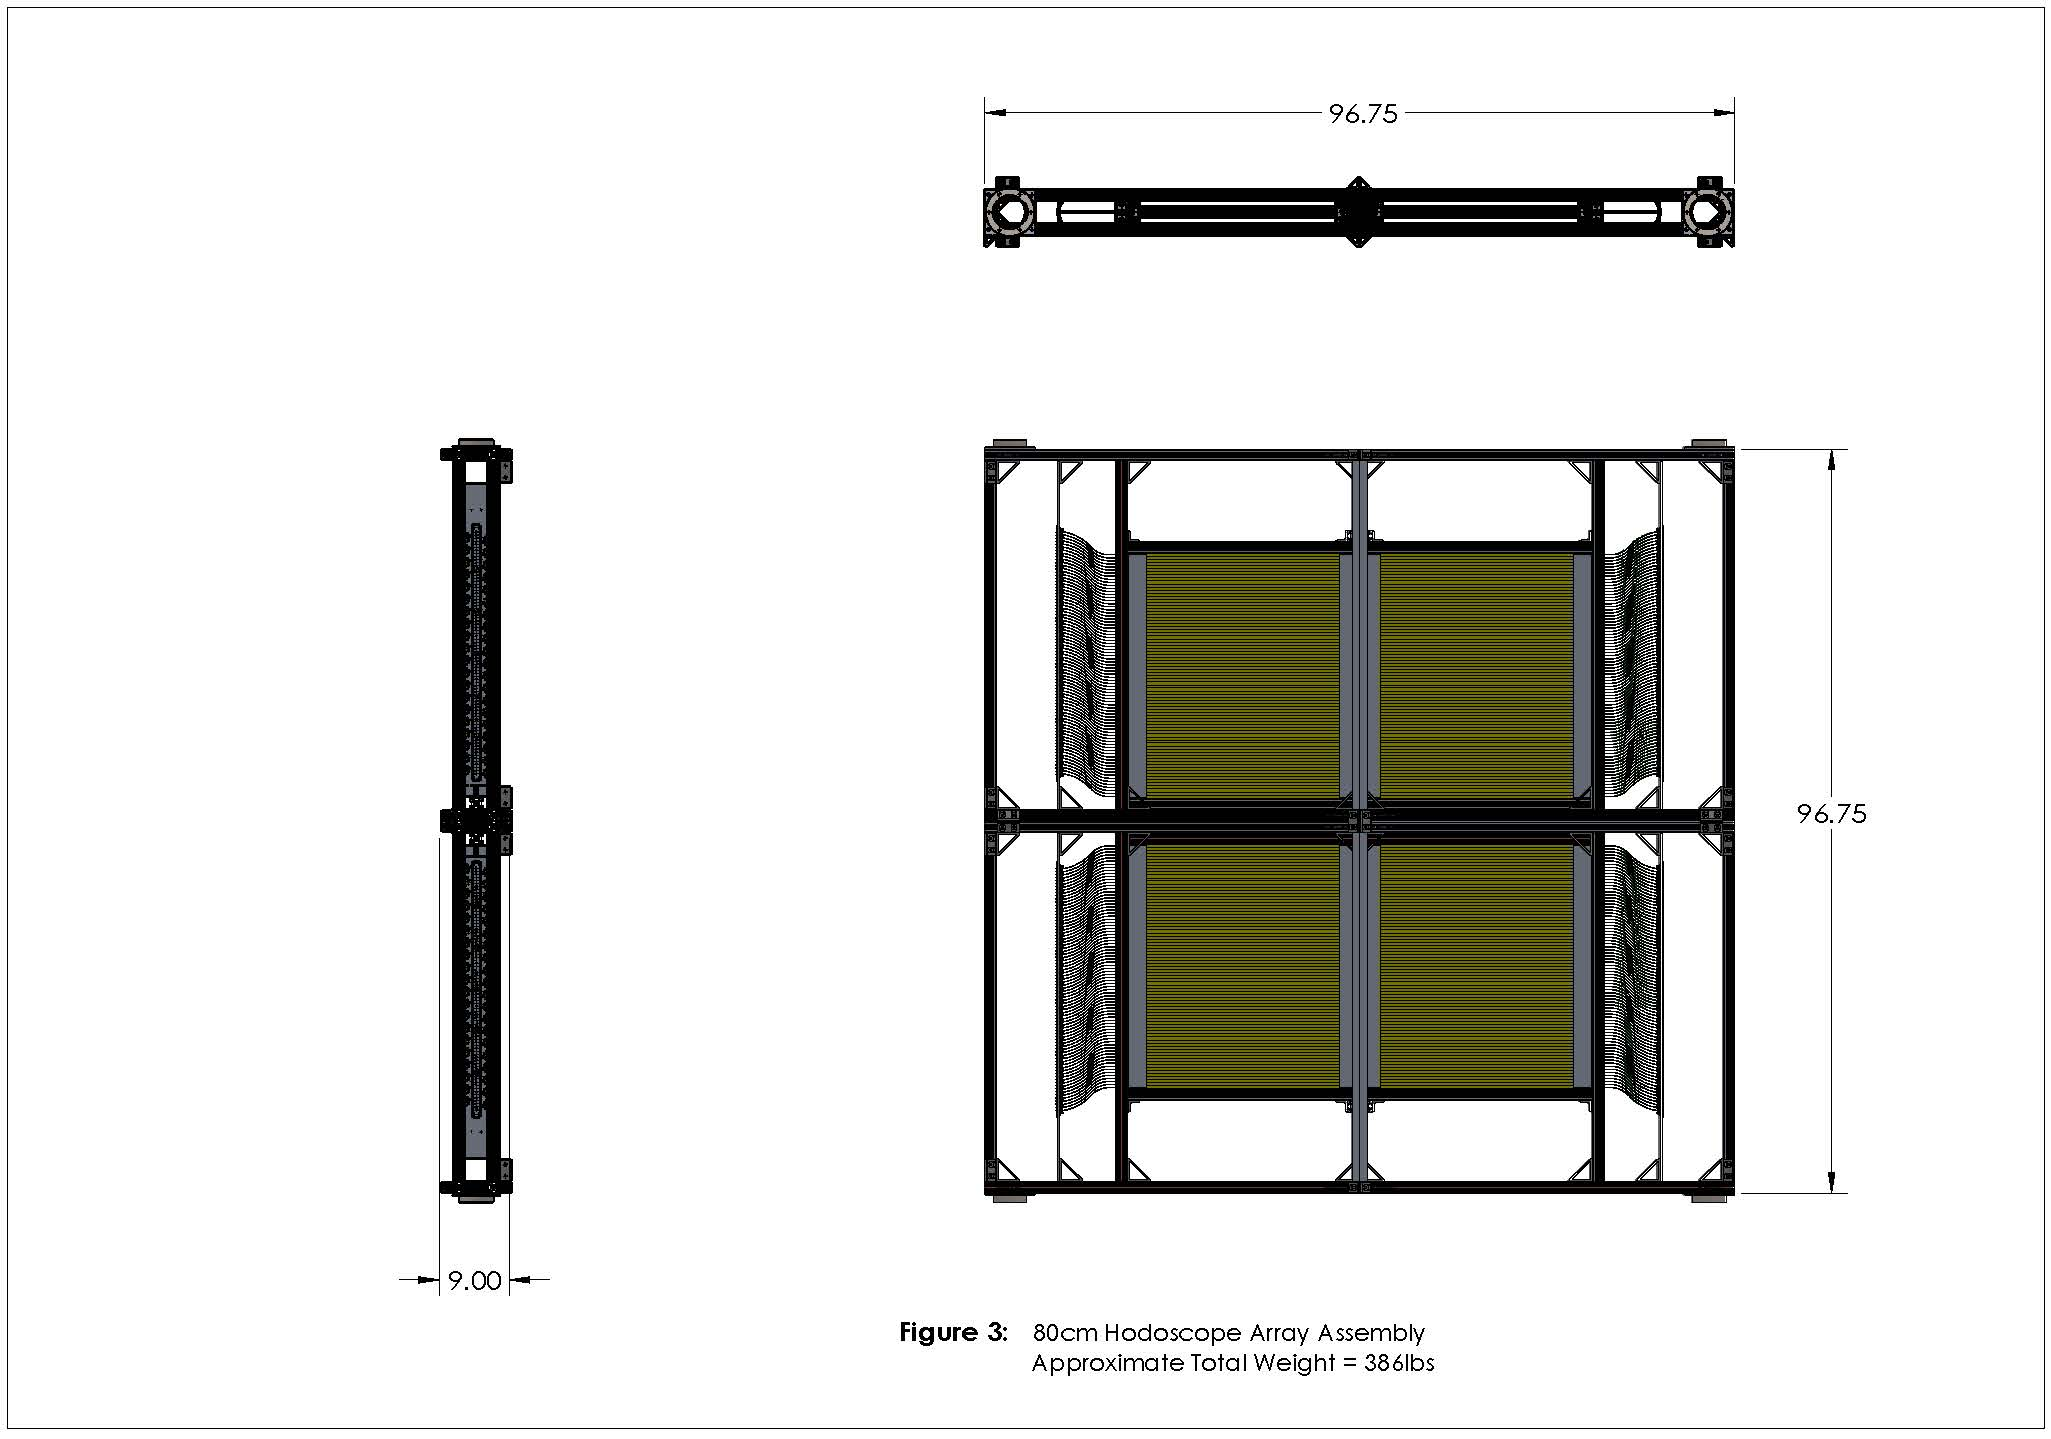 96.75
96.75
9.00
Figure 3: 80cm Hodoscope Array Assembly
Approximate Total Weight = 386lbs